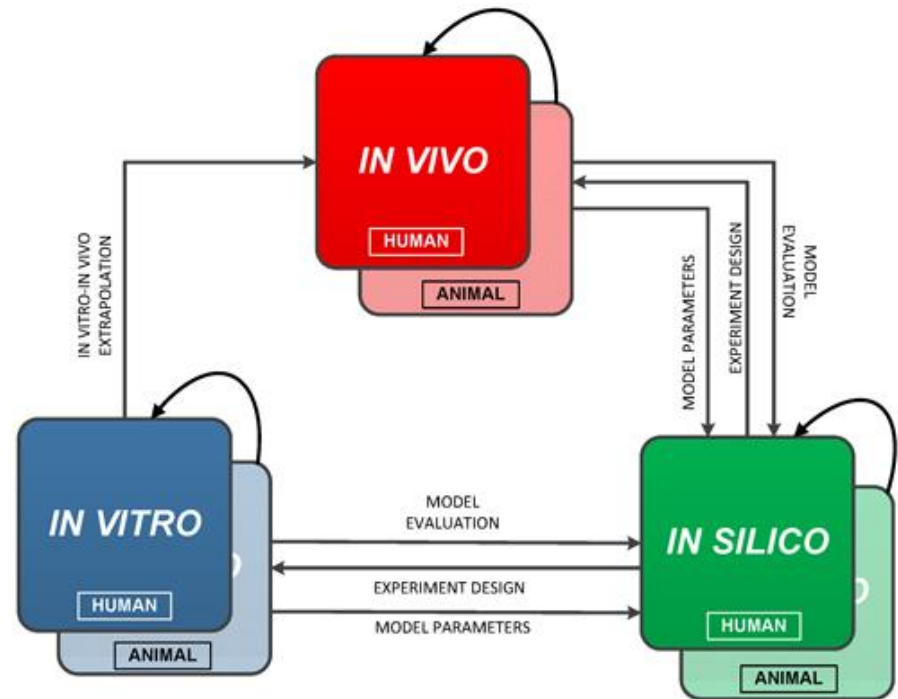 IN VIVO
HUMAN
ANIMAL
IN VITRO-IN VIVO
EXTRAPOLATION
MODEL PARAMETERS
EXPERIMENT DESIGN
MODEL
EVALUATION
IN VITRO
HUMAN
ANIMAL
MODEL
EVALUATION
EXPERIMENT DESIGN
MODEL PARAMETERS
IN SILICO
HUMAN
ANIMAL